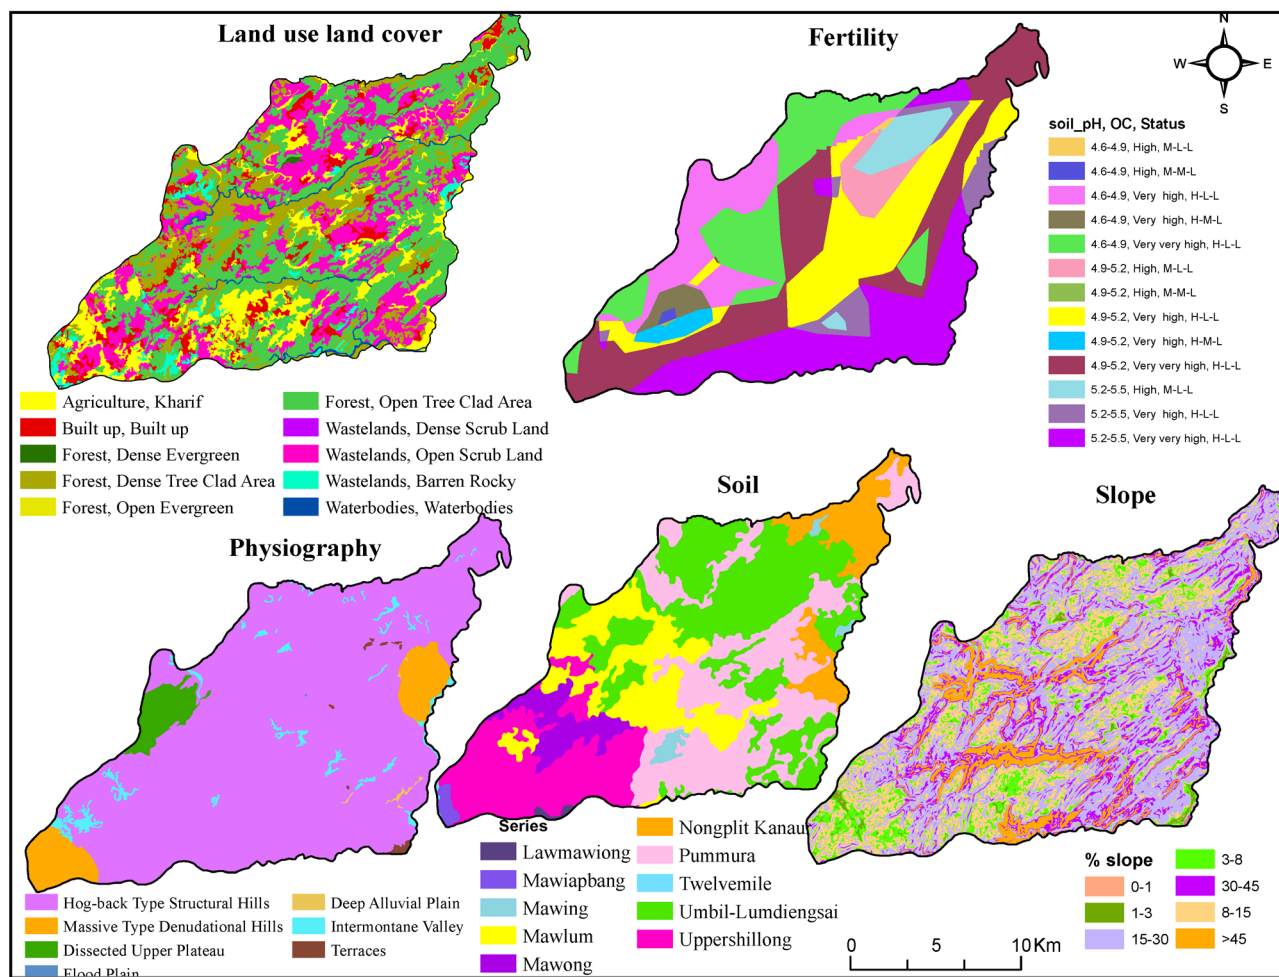 Land use land cover
Agriculture, Kharif
Built up, Built up
Forest, Dense Evergreen
Forest, Dense Tree Clad Area
Forest, Open Evergreen
Forest, Open Tree Clad Area
Wastelands, Dense Scrub Land
Wastelands, Open Scrub Land
Wastelands, Barren Rocky
Waterbodies, Waterbodies
Fertility
N
W
E
S
soil_pH, OC, Status
4.6-4.9, High, M-L-L
4.6-4.9, High, M-M-L
4.6-4.9, Very high, H-L-L
4.6-4.9, Very high, H-M-L
4.6-4.9, Very very high, H-L-L
4.9-5.2, High, M-L-L
4.9-5.2, High, M-M-L
4.9-5.2, Very high, H-L-L
4.9-5.2, Very high, H-M-L
4.9-5.2, Very very high, H-L-L
5.2-5.5, High, M-L-L
5.2-5.5, Very high, H-L-L
5.2-5.5, Very very high, H-L-L
Physiography
Hog-back Type Structural Hills
Massive Type Denudational Hills
Dissected Upper Plateau
Flood Plain
Deep Alluvial Plain
Intermontane Valley
Terraces
Soil
Series
Lawmawiong
Mawiapbang
Mawing
Mawlum
Mawong
Nongplit Kanau
Pummura
Twelvemile
Umbil-Lumdiengsai
Uppershillong
Slope
% slope
0-1
1-3
15-30
3-8
30-45
8-15
>45
0 5 10 Km